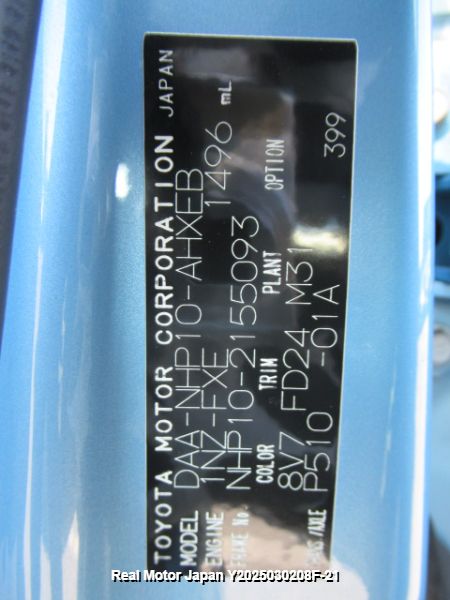 TOYOTA MOTOR CORPORATION JAPAN
MODEL DAA-NHP10-AHXEB
ENGINE 1NZ-FXE 1496 mL
FRAME No. NHP10-2155093
COLOR TRIM PLANT OPTION
8V7 FD24 M31
/AXLE P510 -01A 399
Real Motor Japan Y2025030208F-21